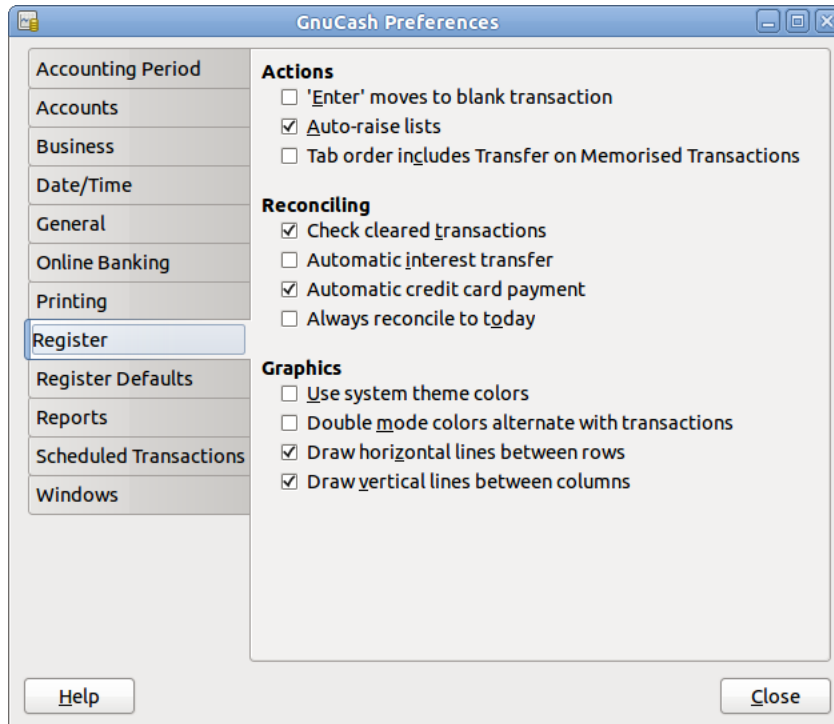 GnuCash Preferences
Accounting Period
Accounts
Business
Date/Time
General
Online Banking
Printing
Register
Register Defaults
Reports
Scheduled Transactions
Windows
Actions
'Enter' moves to blank transaction
Auto-raise lists
Tab order includes Transfer on Memorised Transactions
Reconciling
Check cleared transactions
Automatic interest transfer
Automatic credit card payment
Always reconcile to today
Graphics
Use system theme colors
Double mode colors alternate with transactions
Draw horizontal lines between rows
Draw vertical lines between columns
Help
Close